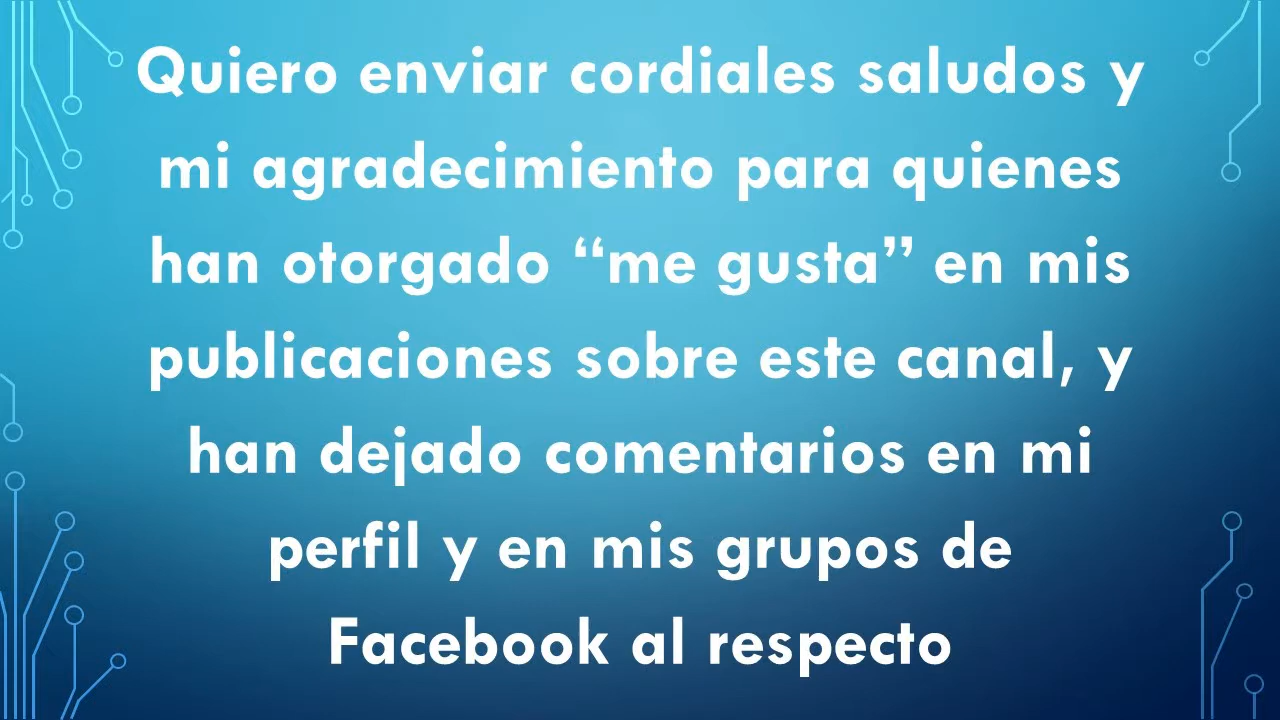 Quiero enviar cordiales saludos y
mi agradecimiento para quienes
han otorgado “me gusta” en mis
publicaciones sobre este canal, y
han dejado comentarios en mi
perfil y en mis grupos de
Facebook al respecto